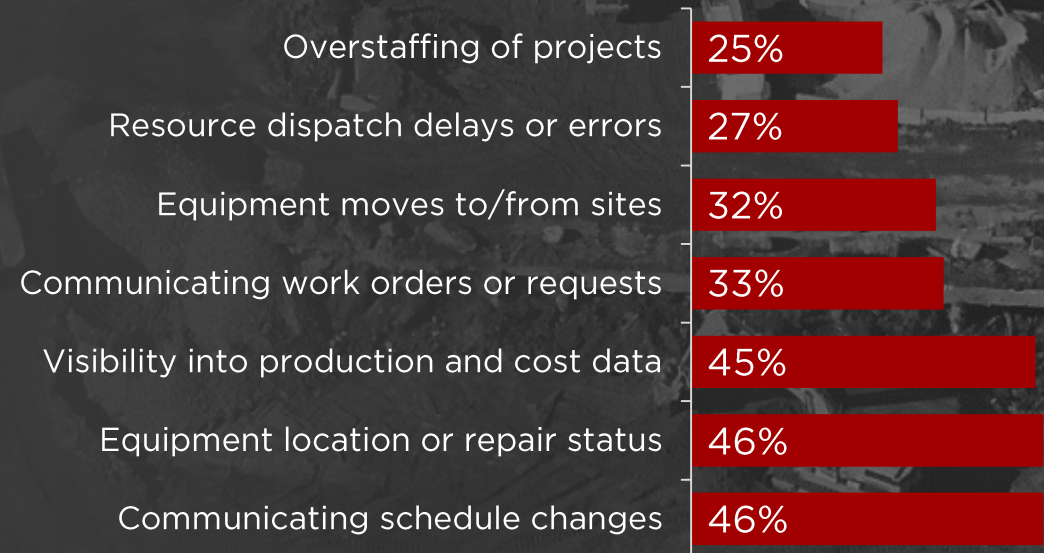 Overstaffing of projects 25%
Resource dispatch delays or errors 27%
Equipment moves to/from sites 32%
Communicating work orders or requests 33%
Visibility into production and cost data 45%
Equipment location or repair status 46%
Communicating schedule changes 46%